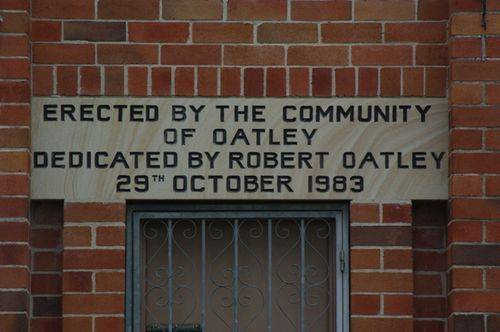 ERECTED BY THE COMMUNITY
OF OATLEY
DEDICATED BY ROBERT OATLEY
29TH OCTOBER 1983